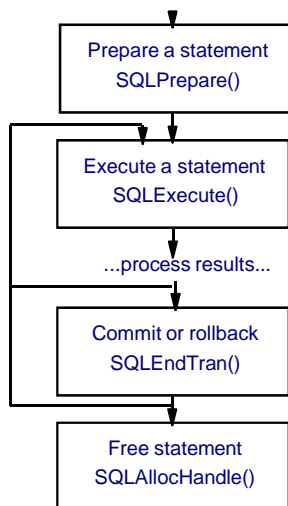 Prepare a statement
SQLPrepare()
Execute a statement
SQLExecute()
...process results...
Commit or rollback
SQLEndTran()
Free statement
SQLAllocHandle()